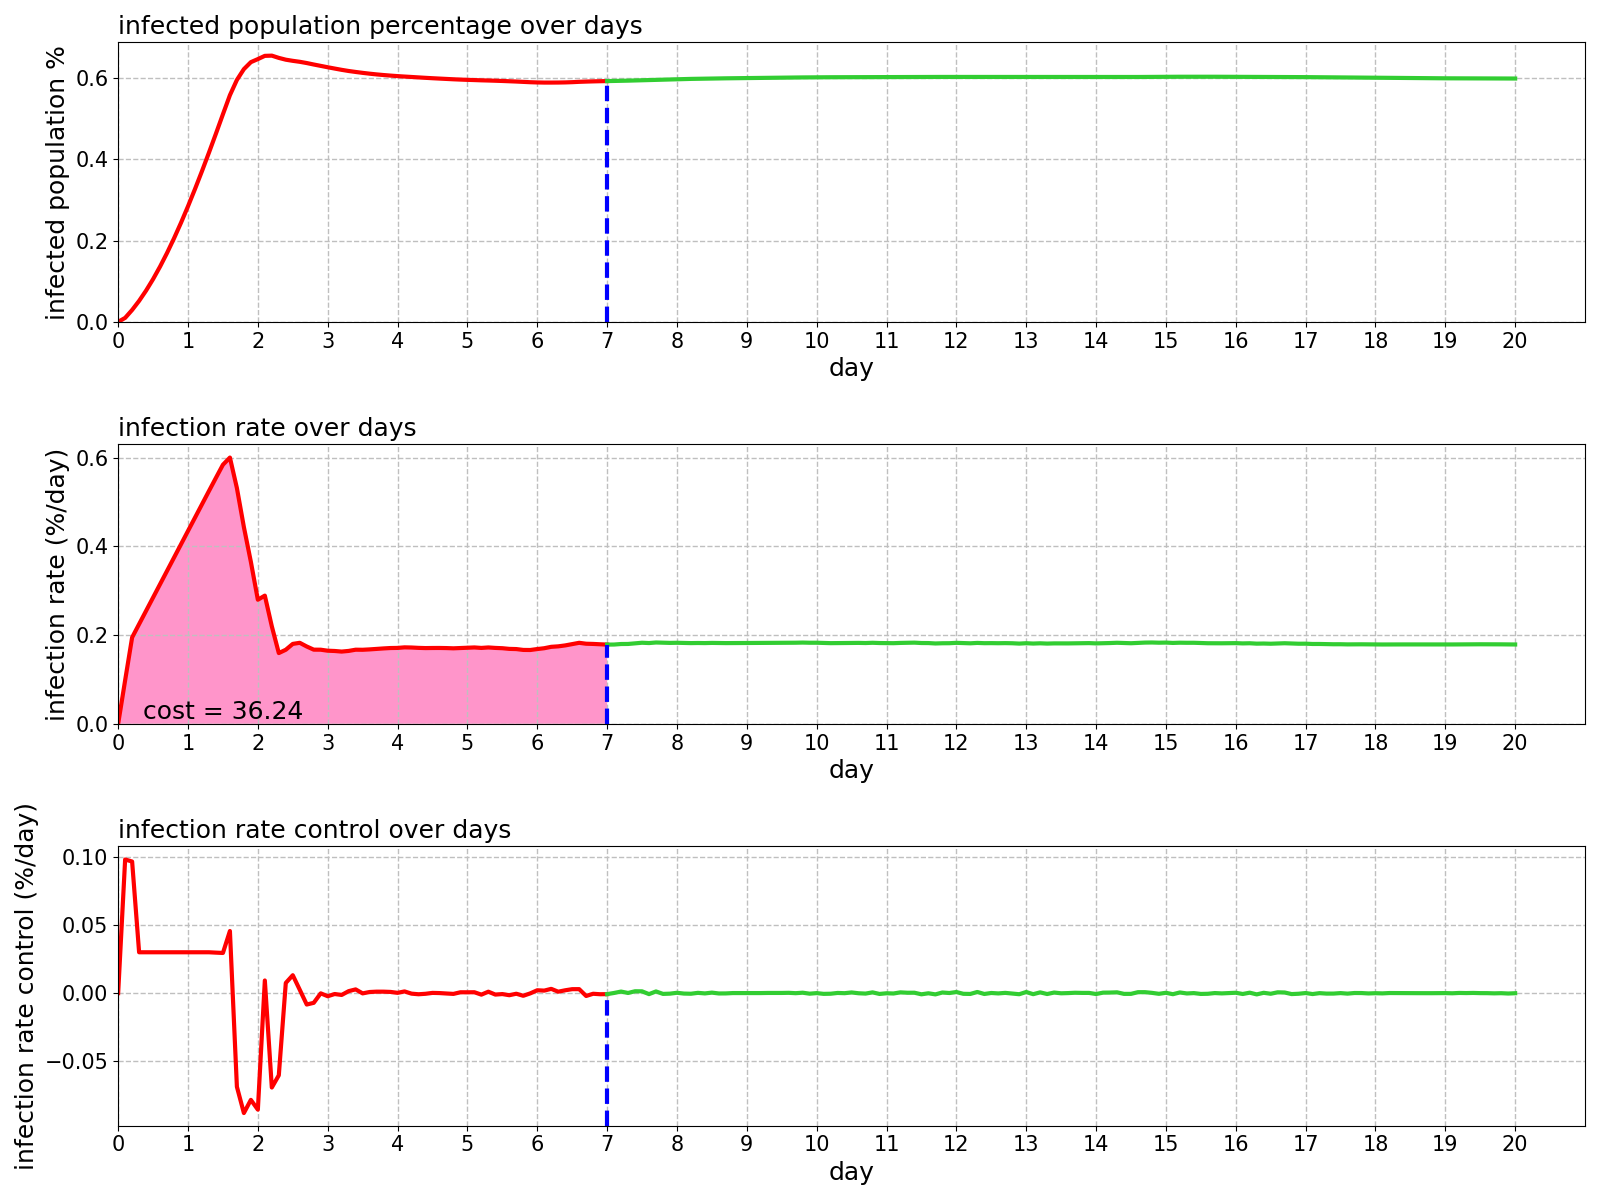 infected population percentage over days
infected population %
0.6
0.4
0.2
0.0
0 1 2 3 4 5 6 7 8 9 10 11 12 13 14 15 16 17 18 19 20
day
infection rate over days
infection rate (%/day)
0.6
0.4
0.2
0.0
cost = 36.24
0 1 2 3 4 5 6 7 8 9 10 11 12 13 14 15 16 17 18 19 20
day
infection rate control over days
infection rate control (%/day)
0.10
0.05
0.00
−0.05
0 1 2 3 4 5 6 7 8 9 10 11 12 13 14 15 16 17 18 19 20
day